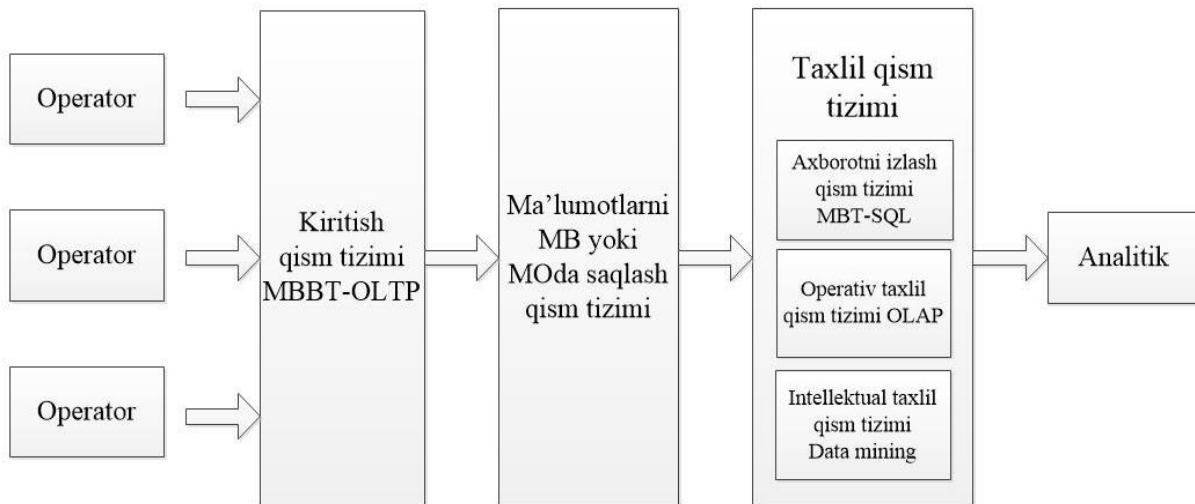 Operator
Operator
Operator
Kiritish
qism tizimi
MBBT-OLTP
Ma’lumotlarni
MB yoki
MOda saqlash
qism tizimi
Taxlil qism
tizimi
Axborotni izlash
qism tizimi
MBT-SQL
Operativ taxlil
qism tizimi OLAP
Intellektual taxlil
qism tizimi
Data mining
Analitik